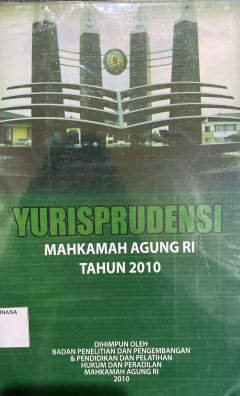 YURISPRUDENSI
MAHKAMAH AGUNG RI
TAHUN 2010
NASA
DIHIMPUN OLEH
BADAN PENELITIAN DAN PENGEMBANGAN
& PENDIDIKAN DAN PELATIHAN
HUKUM DAN PERADILAN
MAHKAMAH AGUNG RI
2010